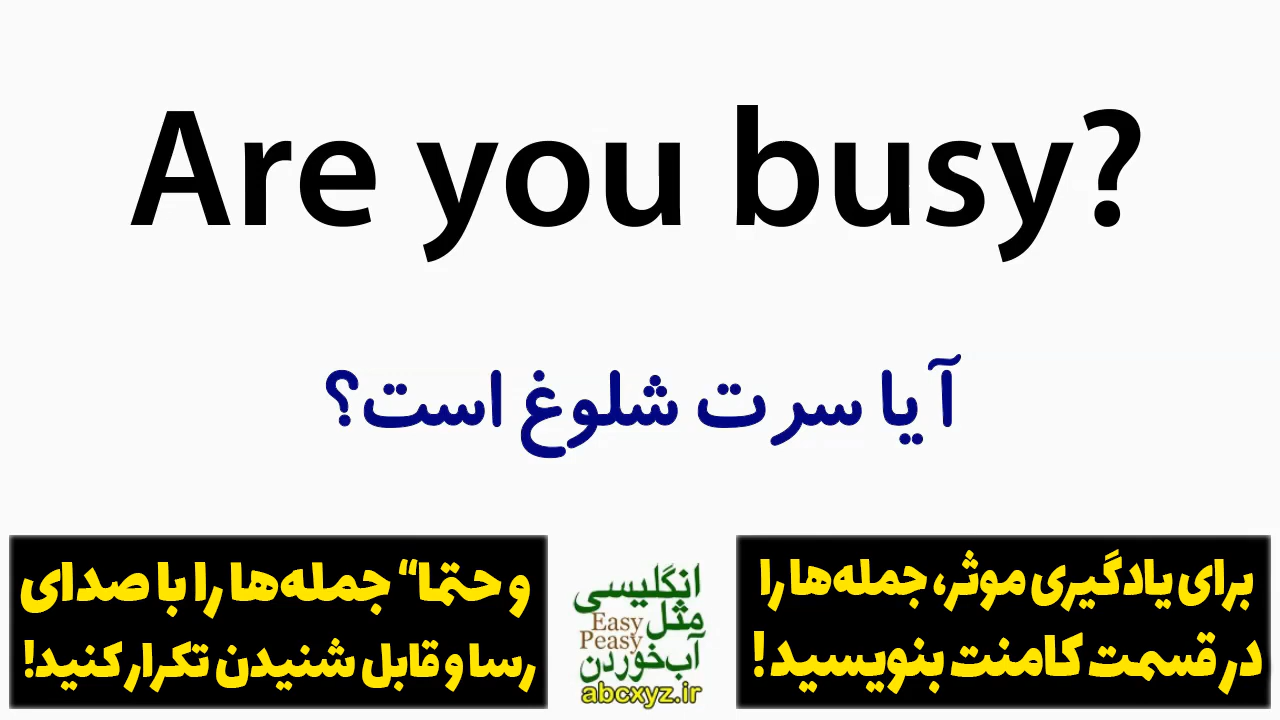 Are you busy?
آیا سرت شلوغ است؟
برای یادگیری موثر، جمله‌ها را
در قسمت کامنت بنویسید!
انگلیسی
مثل
Easy
Peasy
آب‌خوردن
abcxyz.ir
و حتما“ جمله‌ها را با صدای
رسا و قابل شنیدن تکرار کنید!